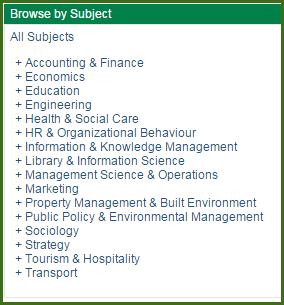 Browse by Subject
All Subjects
+ Accounting & Finance
+ Economics
+ Education
+ Engineering
+ Health & Social Care
+ HR & Organizational Behaviour
+ Information & Knowledge Management
+ Library & Information Science
+ Management Science & Operations
+ Marketing
+ Property Management & Built Environment
+ Public Policy & Environmental Management
+ Sociology
+ Strategy
+ Tourism & Hospitality
+ Transport